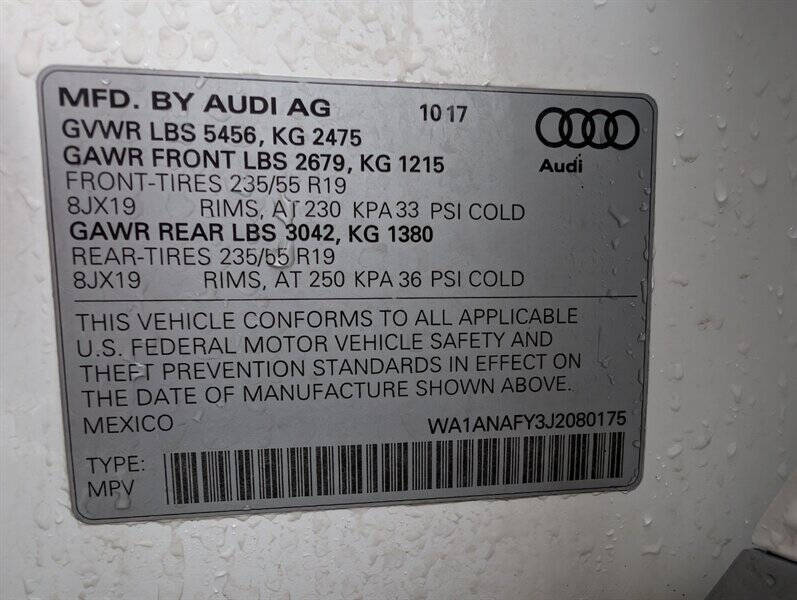 MFD. BY AUDI AG 10 17
GVWR LBS 5456, KG 2475
GAWR FRONT LBS 2679, KG 1215
Audi
FRONT-TIRES 235/55 R19
8JX19 RIMS, AT 230 KPA 33 PSI COLD
GAWR REAR LBS 3042, KG 1380
REAR-TIRES 235/55 R19
8JX19 RIMS, AT 250 KPA 36 PSI COLD
THIS VEHICLE CONFORMS TO ALL APPLICABLE
U.S. FEDERAL MOTOR VEHICLE SAFETY AND
THEFT PREVENTION STANDARDS IN EFFECT ON
THE DATE OF MANUFACTURE SHOWN ABOVE.
MEXICO WA1ANAFY3J2080175
TYPE:
MPV